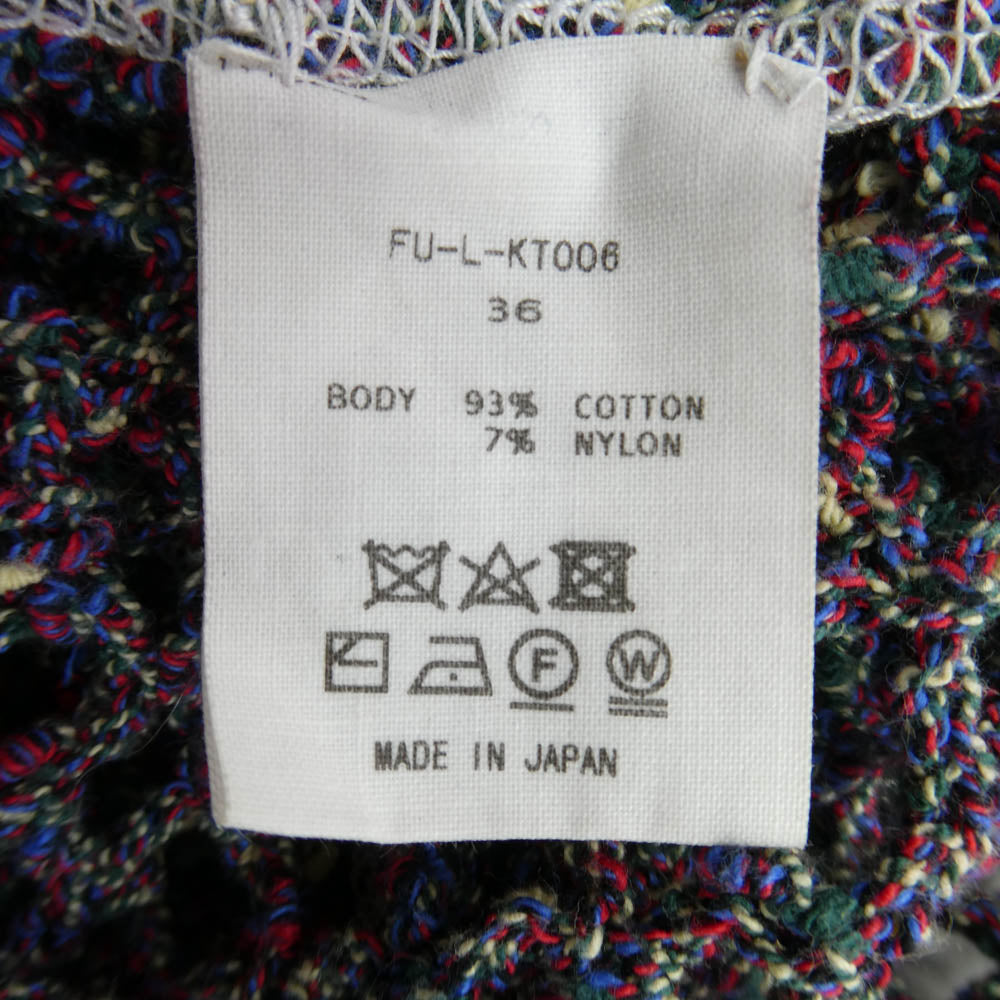 FU-L-KT006
36
BODY 93% COTTON
7% NYLON
F W
MADE IN JAPAN